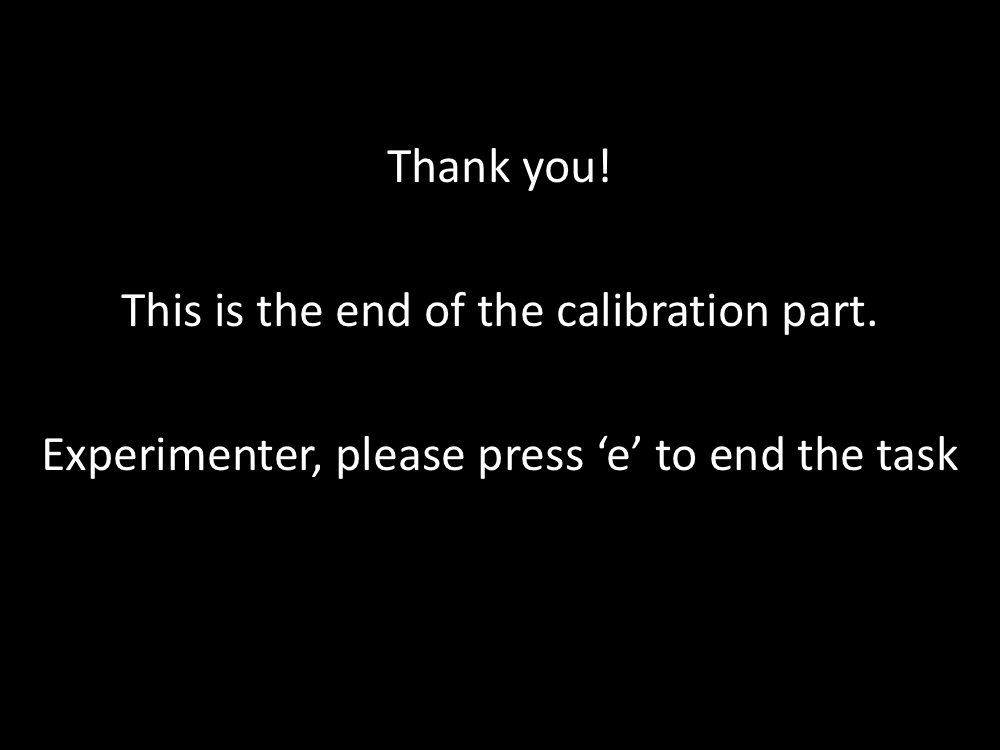 Thank you!
This is the end of the calibration part.
Experimenter, please press ‘e’ to end the task